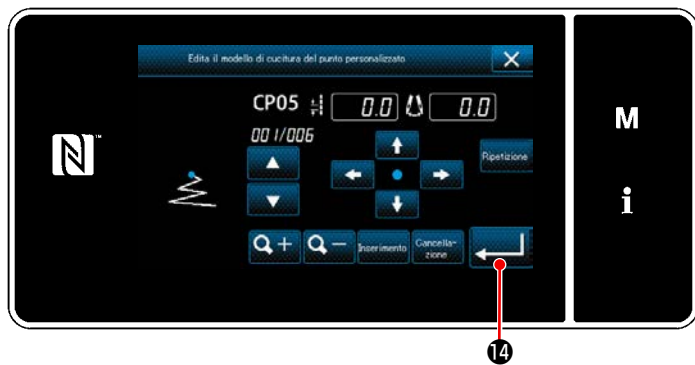 Edita il modello di cucitura del punto personalizzato
CP05 0.0 0.0
M
001/006
N
Ripetizione
i
+ − Inserimento Cancella-
zione
⓮